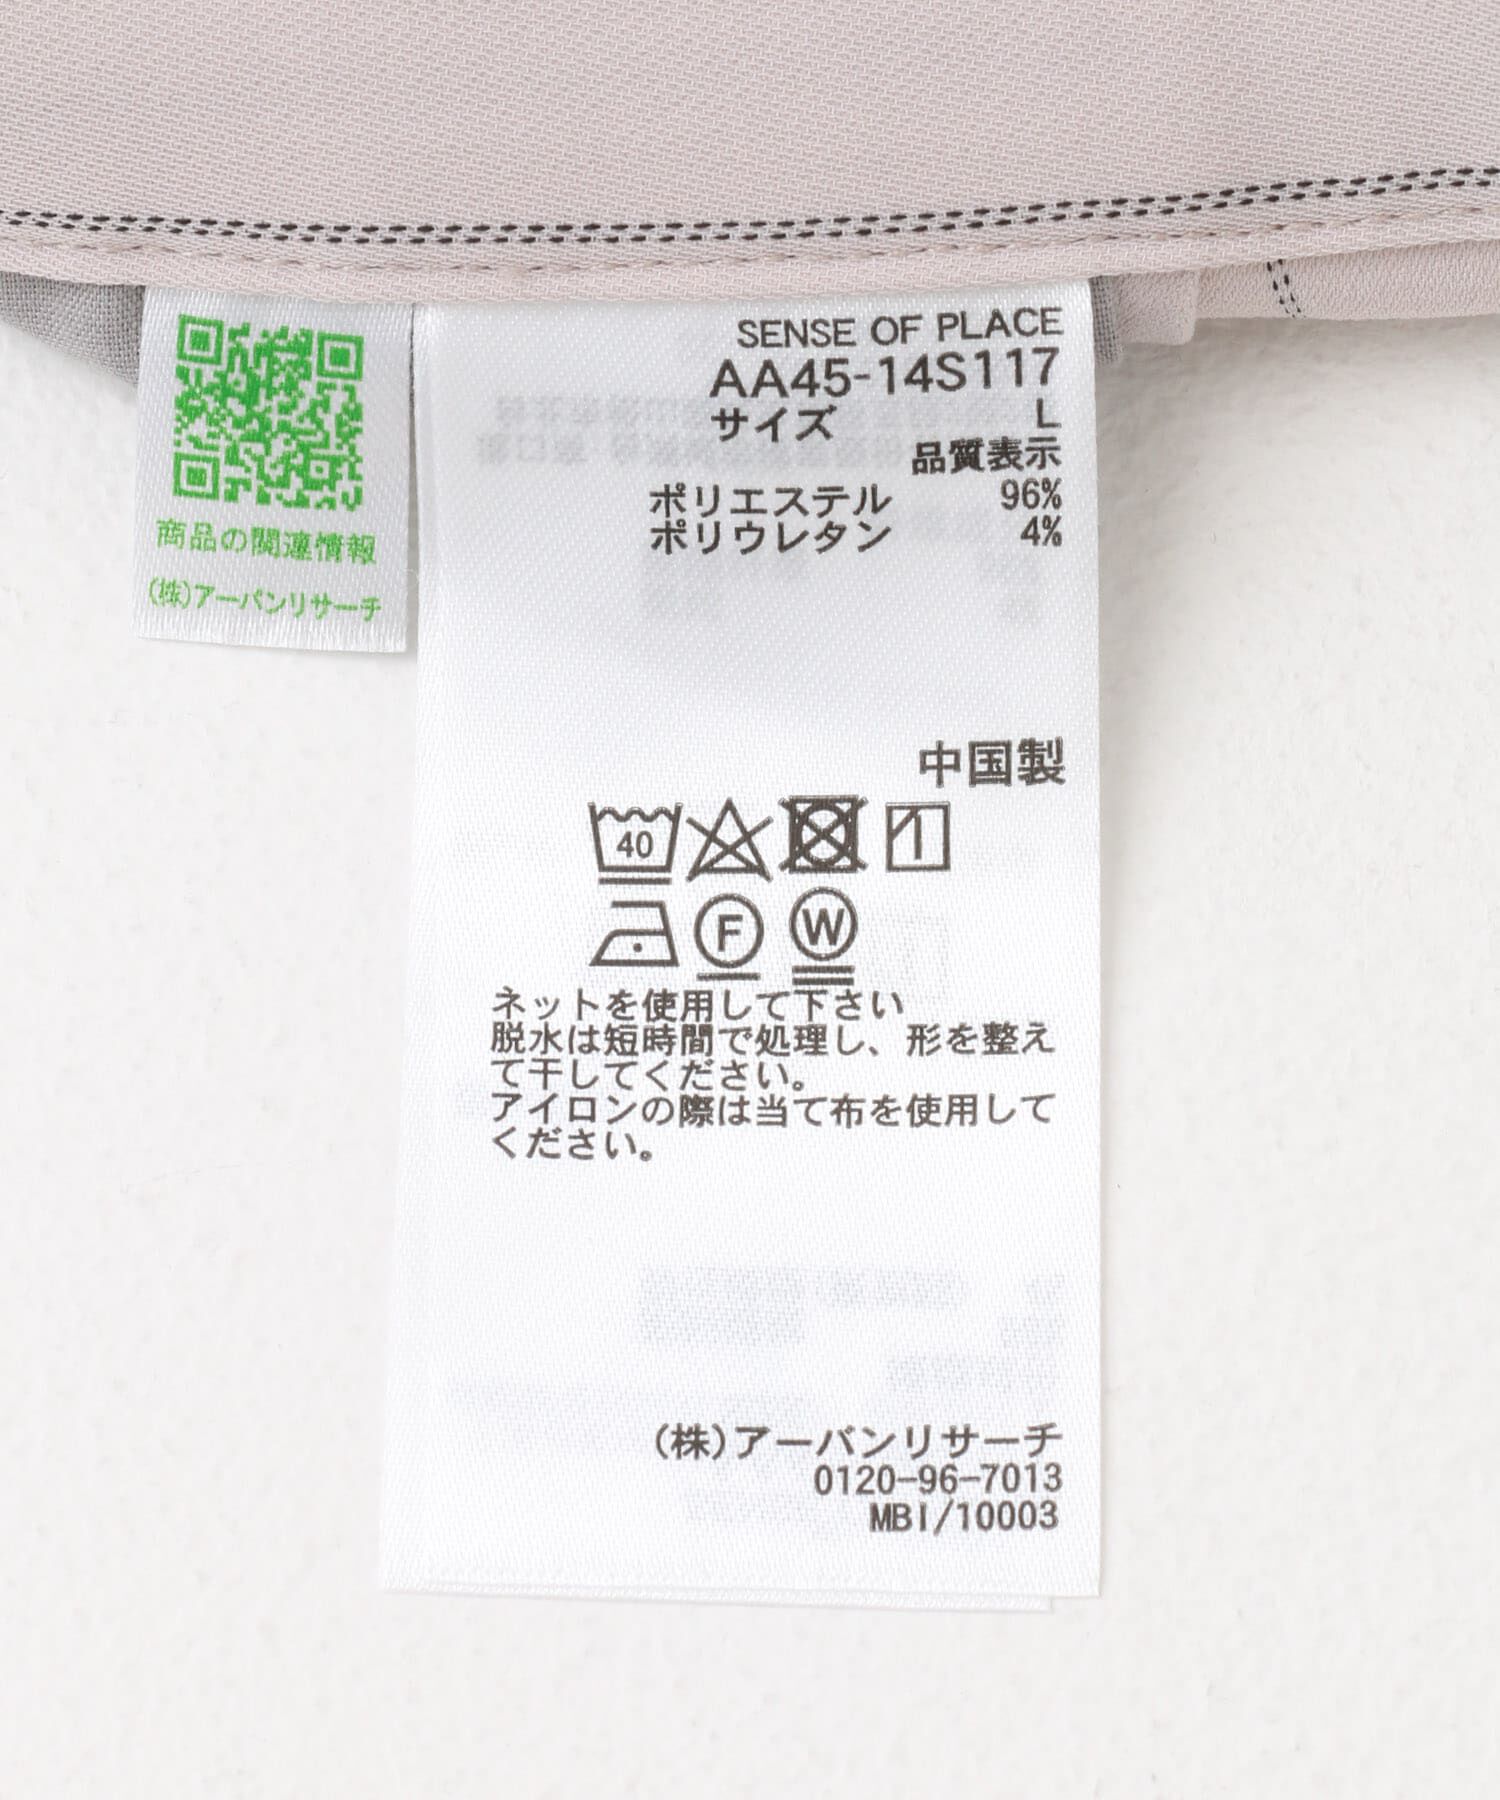 商品の関連情報
(株)アーバンリサーチ
SENSE OF PLACE
AA45-14S117
サイズ L
品質表示
ポリエステル 96%
ポリウレタン 4%
中国製
40
F W
ネットを使用して下さい
脱水は短時間で処理し、形を整え
て干してください。
アイロンの際は当て布を使用して
ください。
(株)アーバンリサーチ
0120-96-7013
MBI/10003